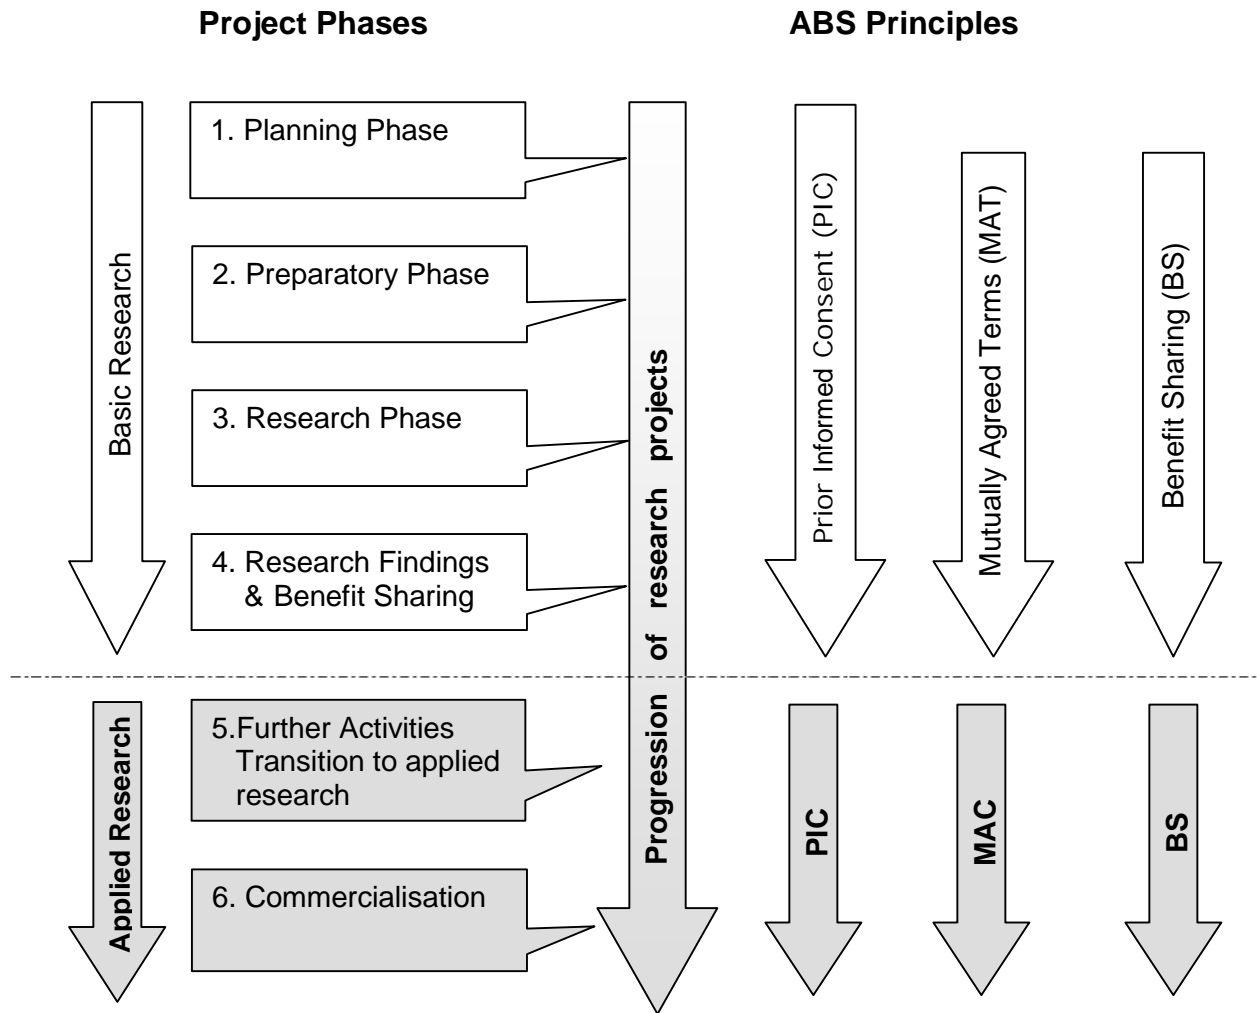 Project Phases
ABS Principles
Basic Research
1. Planning Phase
2. Preparatory Phase
3. Research Phase
4. Research Findings
& Benefit Sharing
Progression of research projects
Prior Informed Consent (PIC)
Mutually Agreed Terms (MAT)
Benefit Sharing (BS)
Applied Research
5.Further Activities
Transition to applied
research
6. Commercialisation
PIC
MAC
BS